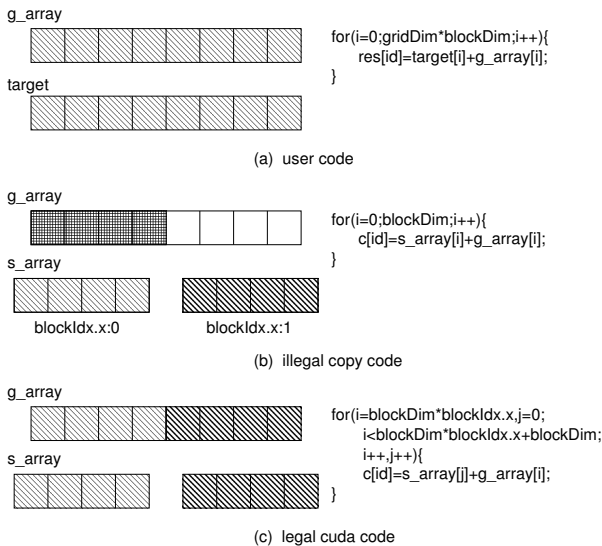 g_array
for(i=0;gridDim*blockDim;i++){
res[id]=target[i]+g_array[i];
}
target
(a) user code
g_array
for(i=0;blockDim;i++){
c[id]=s_array[i]+g_array[i];
}
s_array
blockIdx.x:0 blockIdx.x:1
(b) illegal copy code
g_array
for(i=blockDim*blockIdx.x,j=0;
i<blockDim*blockIdx.x+blockDim;
i++,j++){
s_array
c[id]=s_array[j]+g_array[i];
}
(c) legal cuda code